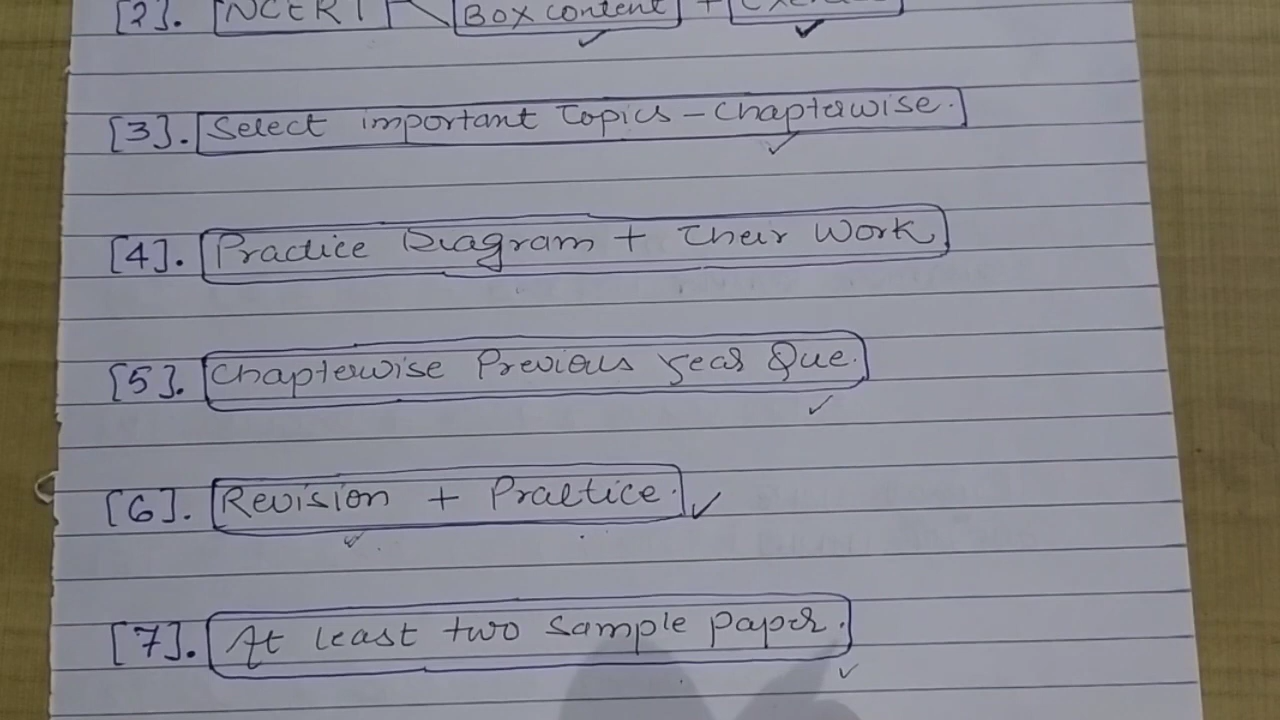 [2]. NCERT Box content +
[3]. Select important Topics - Chapterwise.
[4]. Practice Diagram + Their Work
[5]. Chapterwise Previous year Que.
[6]. Revision + Practice.
[7]. At least two sample paper.